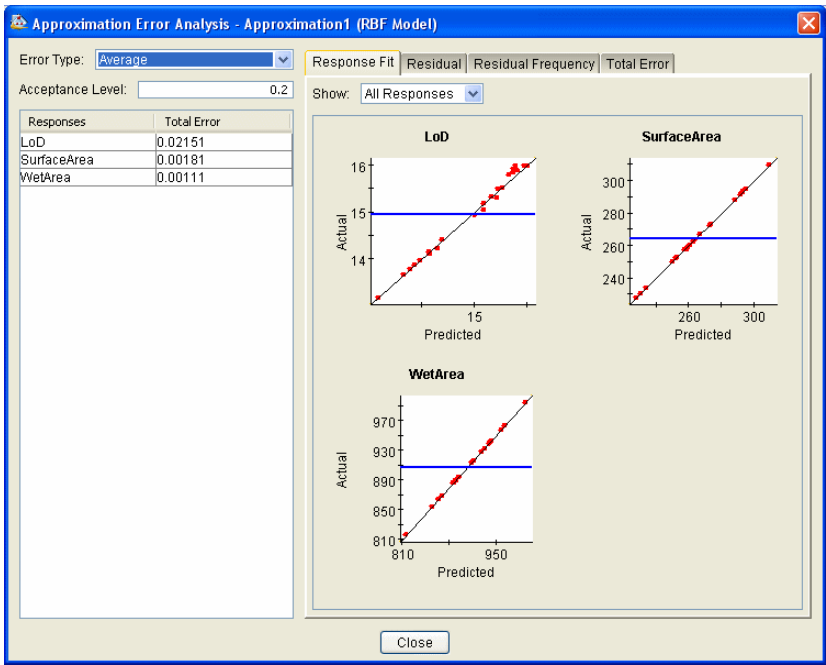 Approximation Error Analysis - Approximation1 (RBF Model)
Error Type: Average
Acceptance Level: 0.2
Responses Total Error
LoD 0.02151
SurfaceArea 0.00181
WetArea 0.00111
Response Fit Residual Residual Frequency Total Error
Show: All Responses
LoD
16
15
14
Actual
15
Predicted
SurfaceArea
300
280
260
240
Actual
260 300
Predicted
WetArea
970
930
890
850
810
Actual
810 950
Predicted
Close